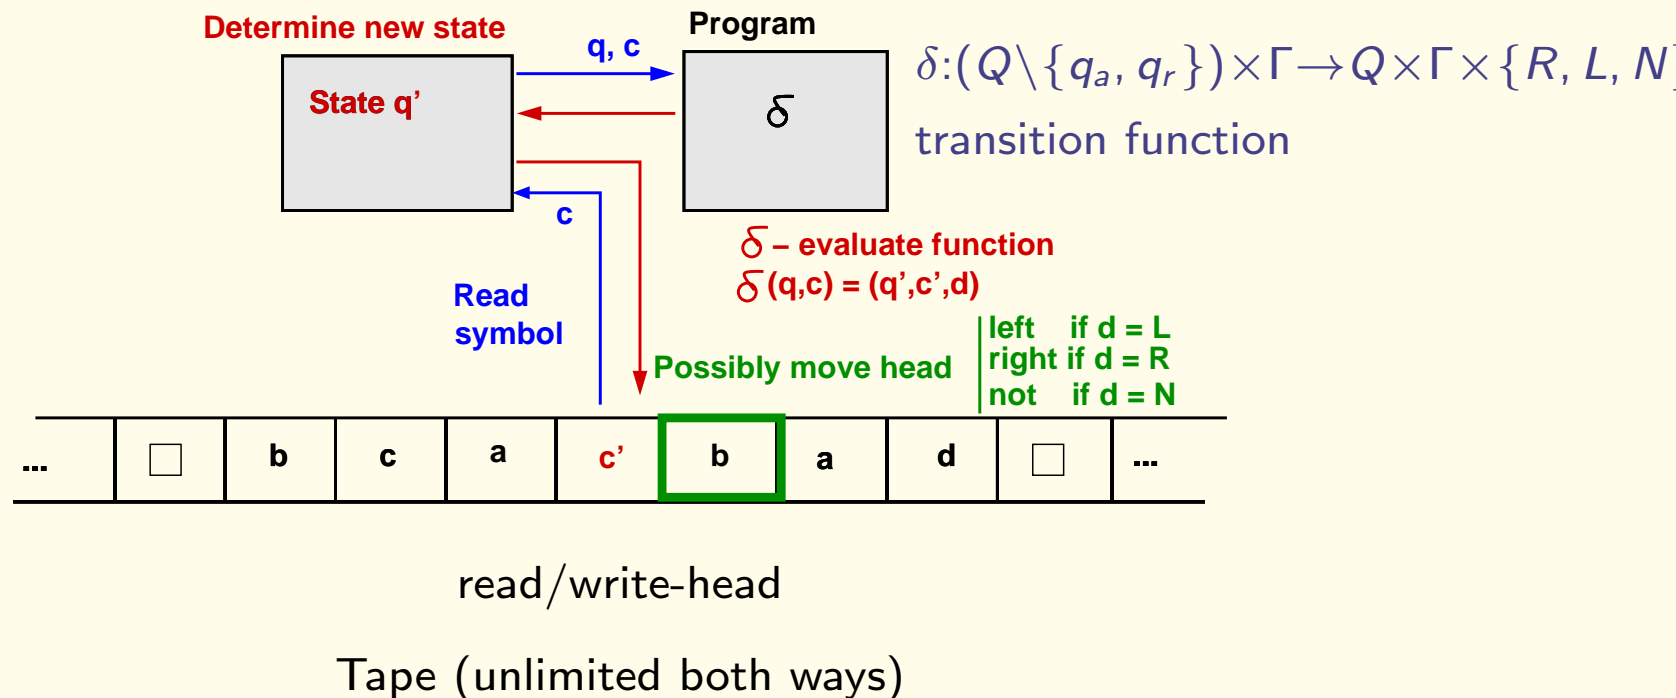 Determine new state
Program
q, c
State q’
δ
δ:(Q\{qa, qr})×Γ→Q×Γ×{R, L, N}
transition function
c
δ – evaluate function
δ(q,c) = (q’,c’,d)
Read
symbol
Possibly move head
left if d = L
right if d = R
not if d = N
... □ b c a c’ b a d □ ...
read/write-head
Tape (unlimited both ways)